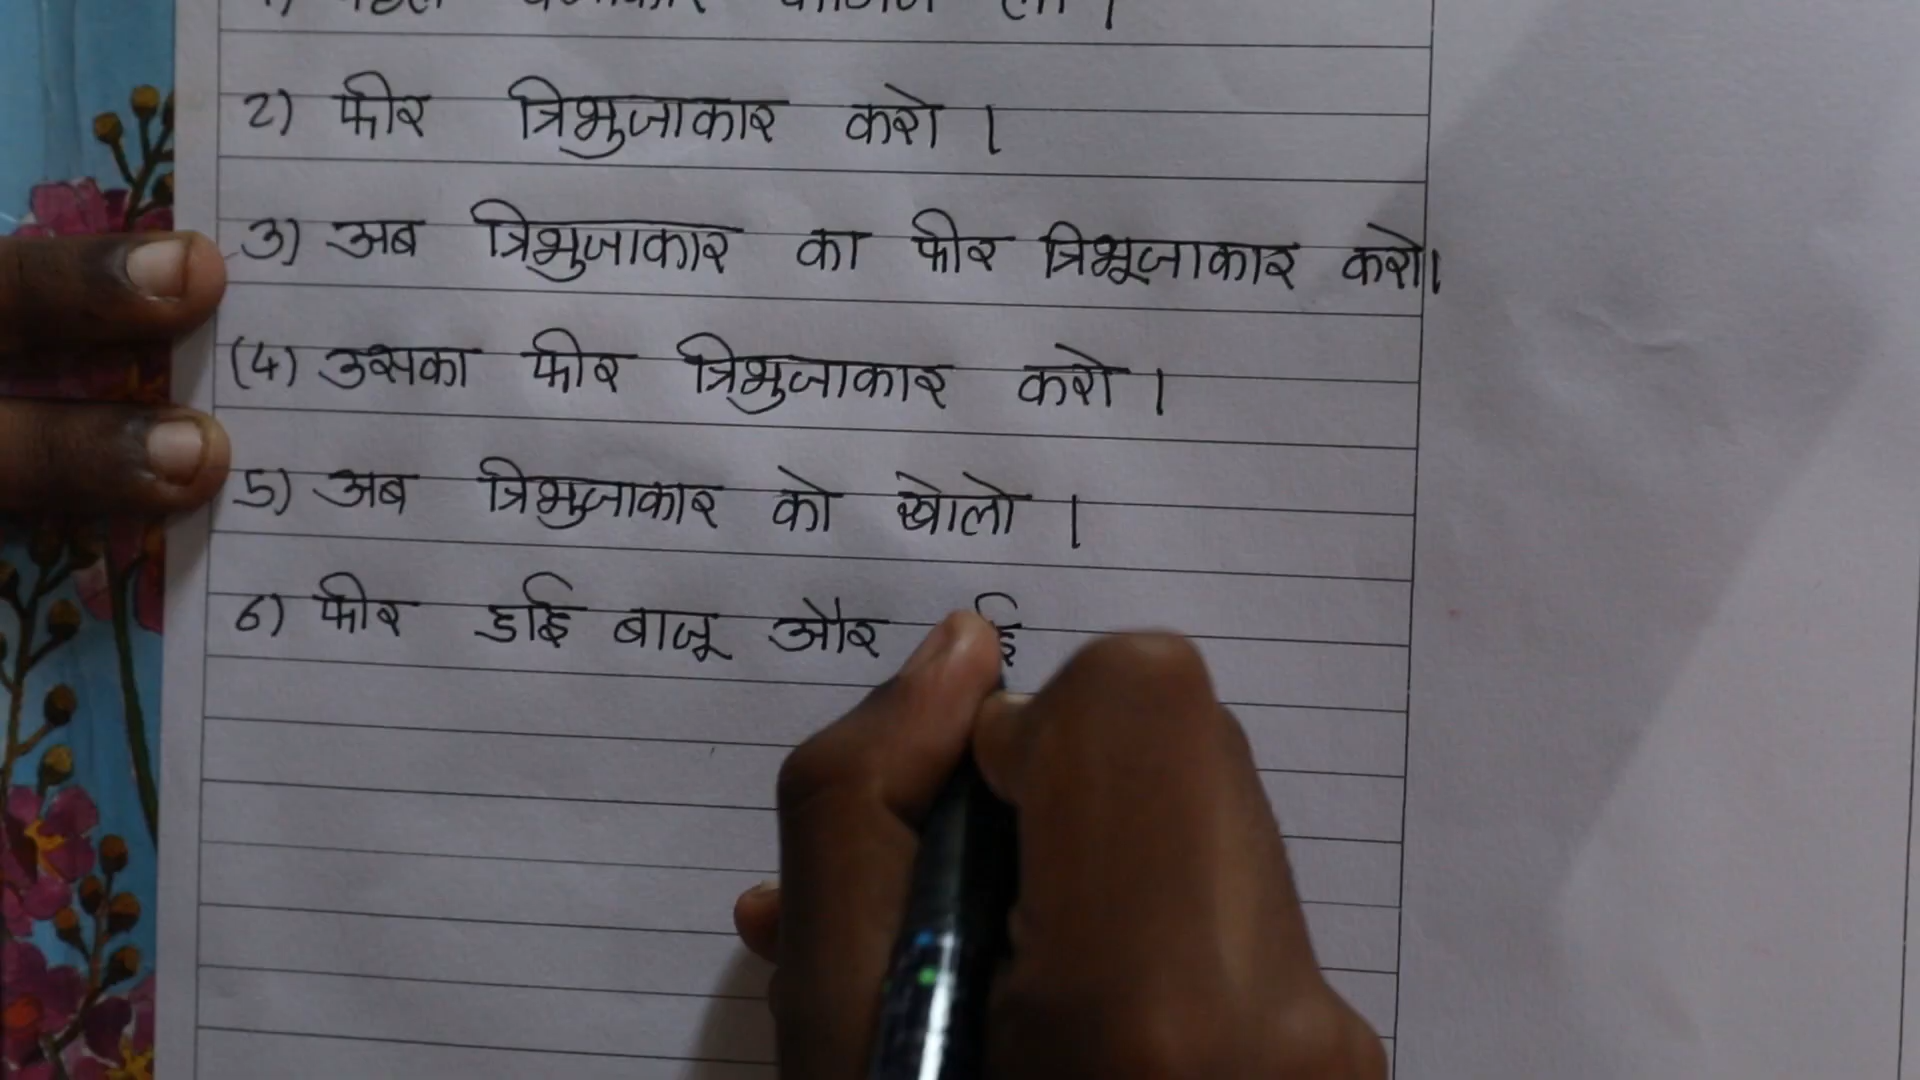 2) फीर त्रिभुजाकार करो ।
3) अब त्रिभुजाकार का फीर त्रिभूजाकार करो।
(4) उसका फीर त्रिभुजाकार करो ।
5) अब त्रिभुजाकार को खोलो ।
6) फीर डाई बाजू और